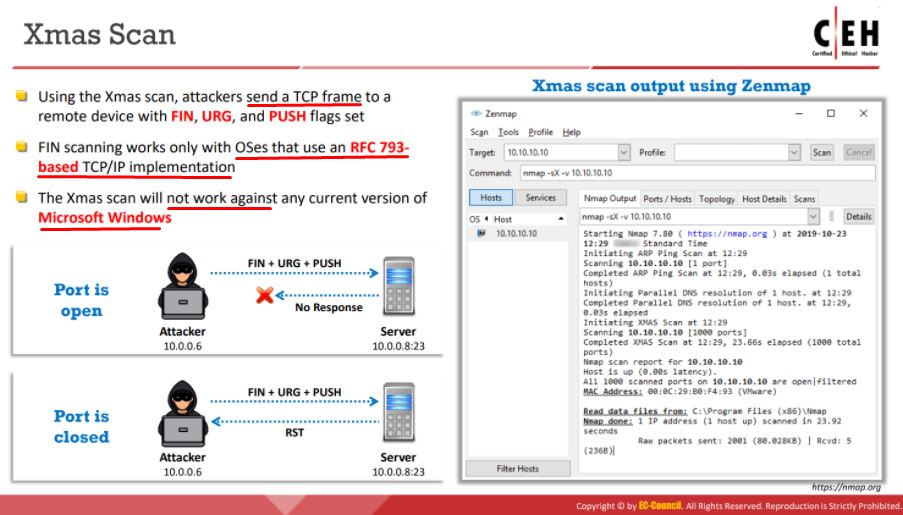 Xmas Scan
CEH
Certified Ethical Hacker
Using the Xmas scan, attackers send a TCP frame to a
remote device with FIN, URG, and PUSH flags set
FIN scanning works only with OSes that use an RFC 793-
based TCP/IP implementation
The Xmas scan will not work against any current version of
Microsoft Windows
Port is
open
FIN + URG + PUSH
No Response
Attacker
10.0.0.6
Server
10.0.0.8:23
Port is
closed
FIN + URG + PUSH
RST
Attacker
10.0.0.6
Server
10.0.0.8:23
Xmas scan output using Zenmap
Zenmap
Scan Tools Profile Help
Target: 10.10.10.10 Profile: Scan Cancel
Command: nmap -sX -v 10.10.10.10
Hosts Services
OS Host
10.10.10.10
Filter Hosts
Nmap Output Ports / Hosts Topology Host Details Scans
nmap -sX -v 10.10.10.10 Details
Starting Nmap 7.80 ( https://nmap.org ) at 2019-10-23
12:29 Standard Time
Initiating ARP Ping Scan at 12:29
Scanning 10.10.10.10 [1 port]
Completed ARP Ping Scan at 12:29, 0.03s elapsed (1 total
hosts)
Initiating Parallel DNS resolution of 1 host. at 12:29
Completed Parallel DNS resolution of 1 host. at 12:29,
0.03s elapsed
Initiating XMAS Scan at 12:29
Scanning 10.10.10.10 [1000 ports]
Completed XMAS Scan at 12:29, 23.66s elapsed (1000 total
ports)
Nmap scan report for 10.10.10.10
Host is up (0.00s latency).
All 1000 scanned ports on 10.10.10.10 are open|filtered
MAC Address: 00:0C:29:B0:F4:93 (VMware)
Read data files from: C:\Program Files (x86)\Nmap
Nmap done: 1 IP address (1 host up) scanned in 23.92
seconds
Raw packets sent: 2001 (80.028KB) | Rcvd: 5
(236B)
https://nmap.org
Copyright © by EC-Council. All Rights Reserved. Reproduction is Strictly Prohibited.